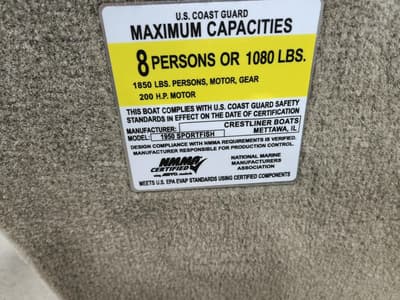 U.S. COAST GUARD
MAXIMUM CAPACITIES
8 PERSONS OR 1080 LBS.
1850 LBS. PERSONS, MOTOR, GEAR
200 H.P. MOTOR
THIS BOAT COMPLIES WITH U.S. COAST GUARD SAFETY
STANDARDS IN EFFECT ON THE DATE OF CERTIFICATION
MANUFACTURER: CRESTLINER BOATS
METTAWA, IL
MODEL: 1950 SPORTFISH
DESIGN COMPLIANCE WITH NMMA REQUIREMENTS IS VERIFIED.
MANUFACTURER RESPONSIBLE FOR PRODUCTION CONTROL.
NMMA
CERTIFIED
using ABYC standards
NATIONAL MARINE
MANUFACTURERS
ASSOCIATION
MEETS U.S. EPA EVAP STANDARDS USING CERTIFIED COMPONENTS